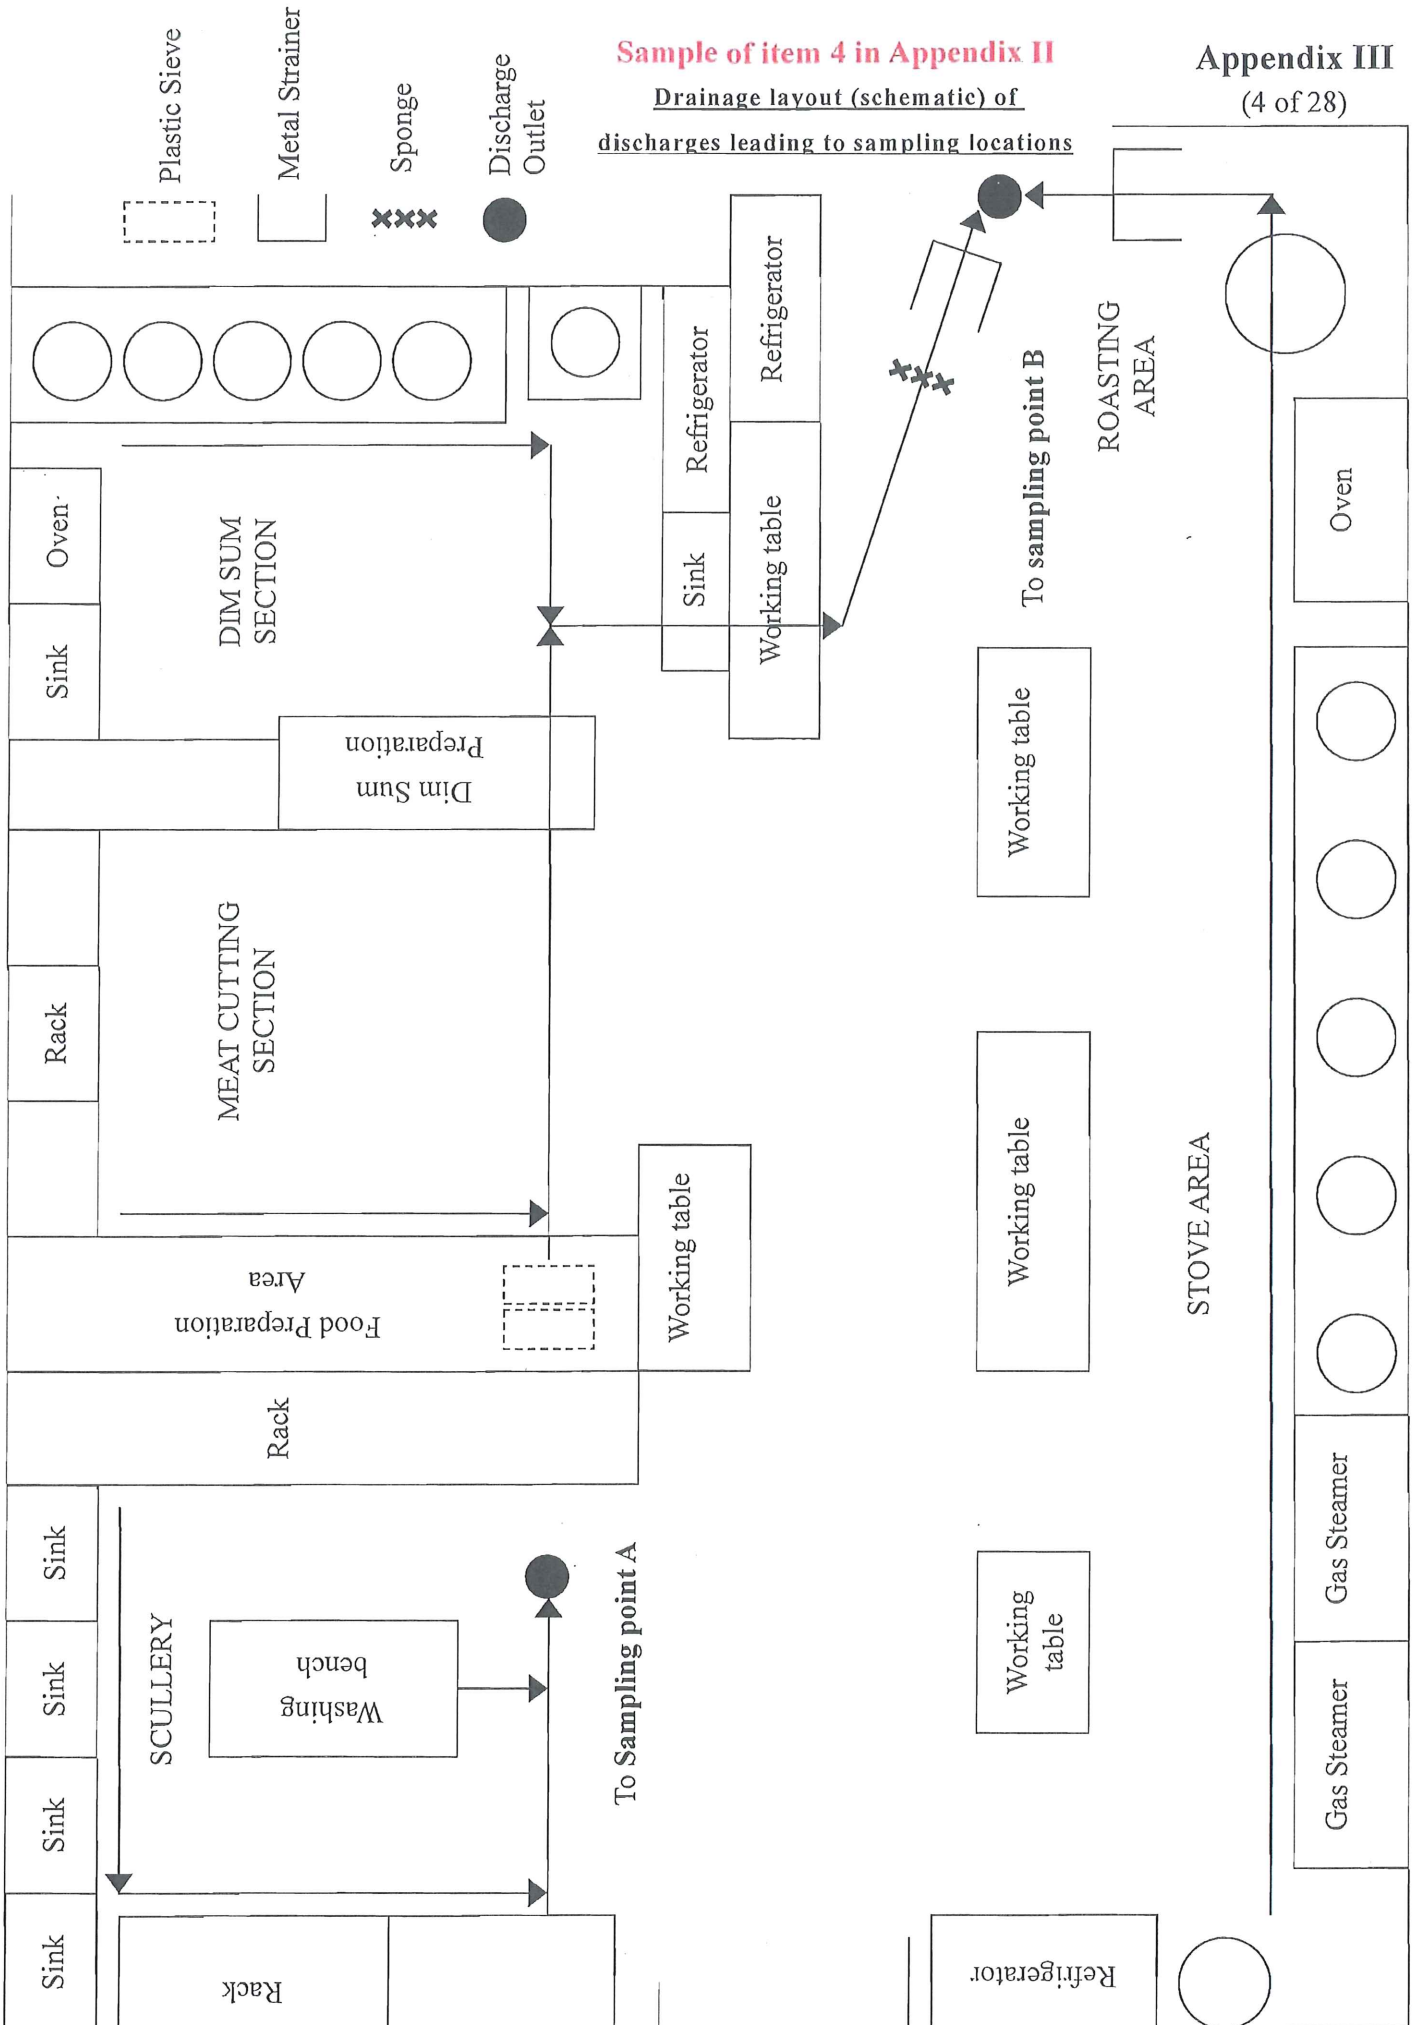 Sample of item 4 in Appendix II
Appendix III
(4 of 28)
Drainage layout (schematic) of
discharges leading to sampling locations
Plastic Sieve
Metal Strainer
Sponge
Discharge
Outlet
Refrigerator
Refrigerator
Sink
Working table
Oven
Sink
DIM SUM
SECTION
Dim Sum
Preparation
To sampling point B
ROASTING
AREA
Oven
Working table
MEAT CUTTING
SECTION
Rack
Food Preparation
Area
Working table
Working table
STOVE AREA
Rack
Sink
Sink
Sink
Sink
SCULLERY
Washing
bench
To Sampling point A
Working
table
Gas Steamer
Gas Steamer
Rack
Refrigerator